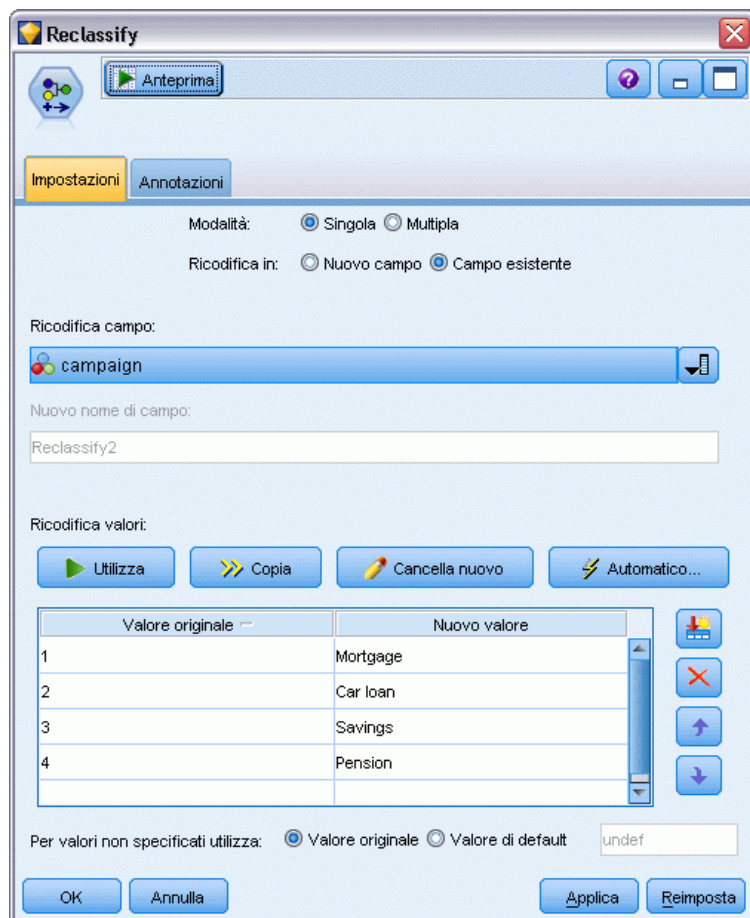 Reclassify
Anteprima
Impostazioni Annotazioni
Modalità: Singola Multipla
Ricodifica in: Nuovo campo Campo esistente
Ricodifica campo:
campaign
Nuovo nome di campo:
Reclassify2
Ricodifica valori:
Utilizza Copia Cancella nuovo Automatico...
Valore originale Nuovo valore
1 Mortgage
2 Car loan
3 Savings
4 Pension
Per valori non specificati utilizza: Valore originale Valore di default undef
OK Annulla Applica Reimposta